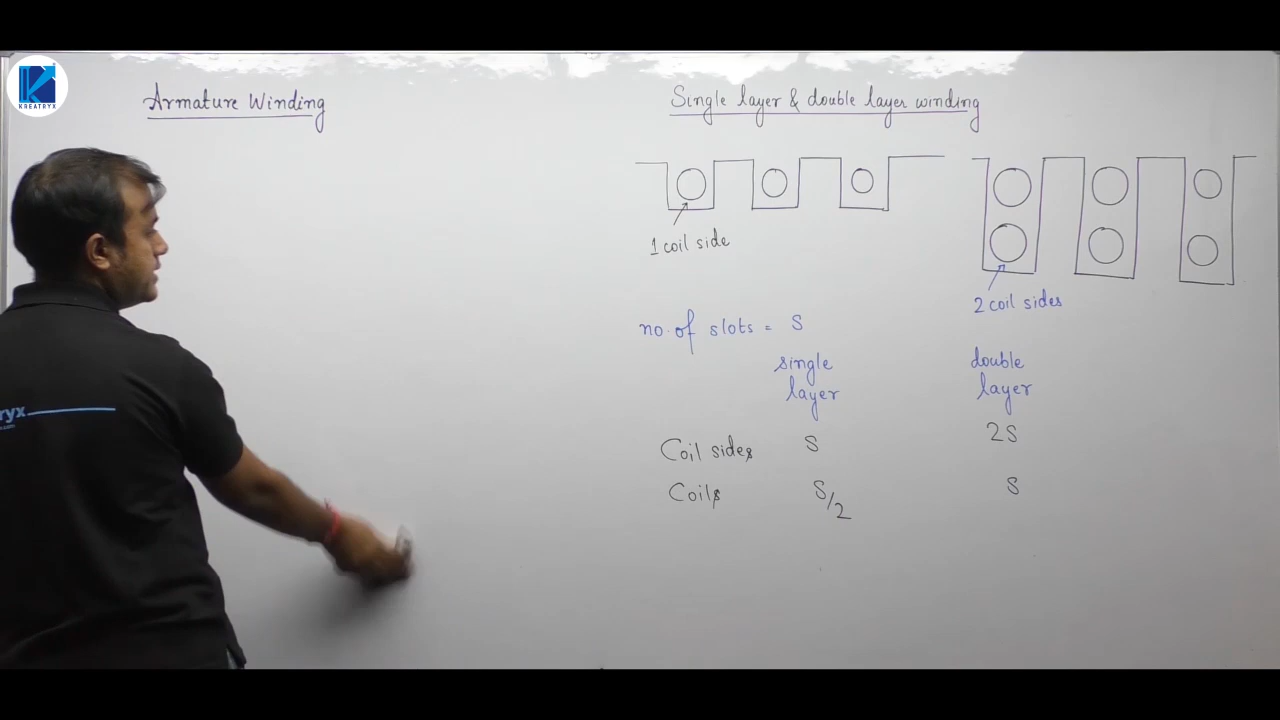 KREATRYX
Armature Winding
ryx
Single layer & double layer winding
1 coil side
2 coil sides
no. of slots = S
single layer
double layer
Coil sides S 2S
Coils S/2 S